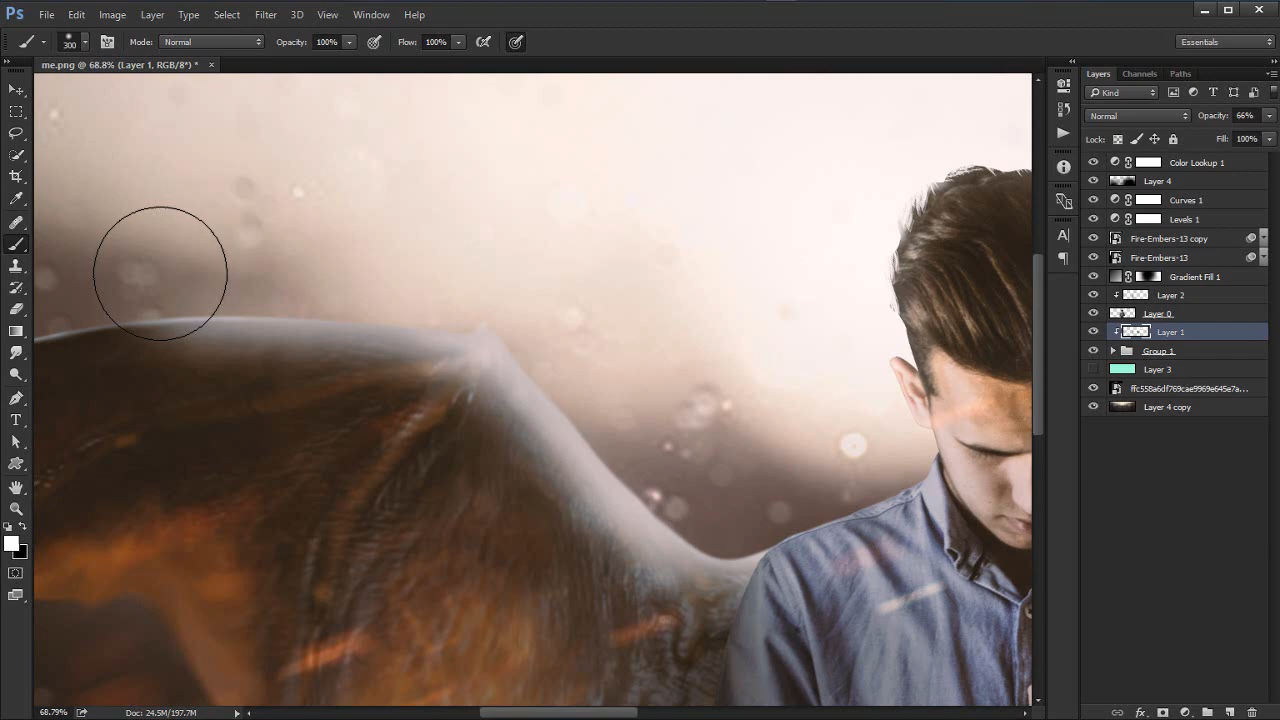 Ps File Edit Image Layer Type Select Filter 3D View Window Help
300 Mode: Normal Opacity: 100% Flow: 100% Essentials
me.png @ 68.8% (Layer 1, RGB/8*) *
Layers Channels Paths
Kind
Normal Opacity: 66%
Lock: Fill: 100%
Color Lookup 1
Layer 4
Curves 1
Levels 1
Fire-Embers-13 copy
Fire-Embers-13
Gradient Fill 1
Layer 2
Layer 0
Layer 1
Group 1
Layer 3
ffc558a6df769cae9969e645e7a...
Layer 4 copy
68.79% Doc: 24.5M/197.7M